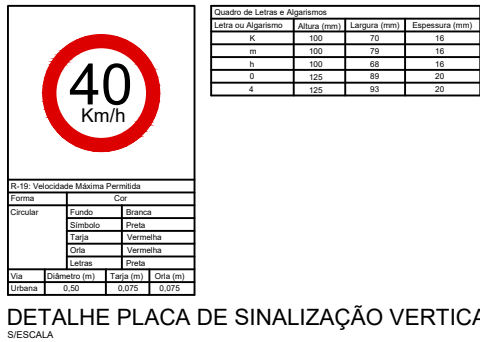 40
Km/h
R-19: Velocidade Máxima Permitida
Forma Cor
Circular Fundo Branca
Símbolo Preta
Tarja Vermelha
Orla Vermelha
Letras Preta
Via Diâmetro (m) Tarja (m) Orla (m)
Urbana 0,50 0,075 0,075
Quadro de Letras e Algarismos
Letra ou Algarismo Altura (mm) Largura (mm) Espessura (mm)
K 100 70 16
m 100 79 16
h 100 68 16
0 125 89 20
4 125 93 20
DETALHE PLACA DE SINALIZAÇÃO VERTICA
S/ESCALA